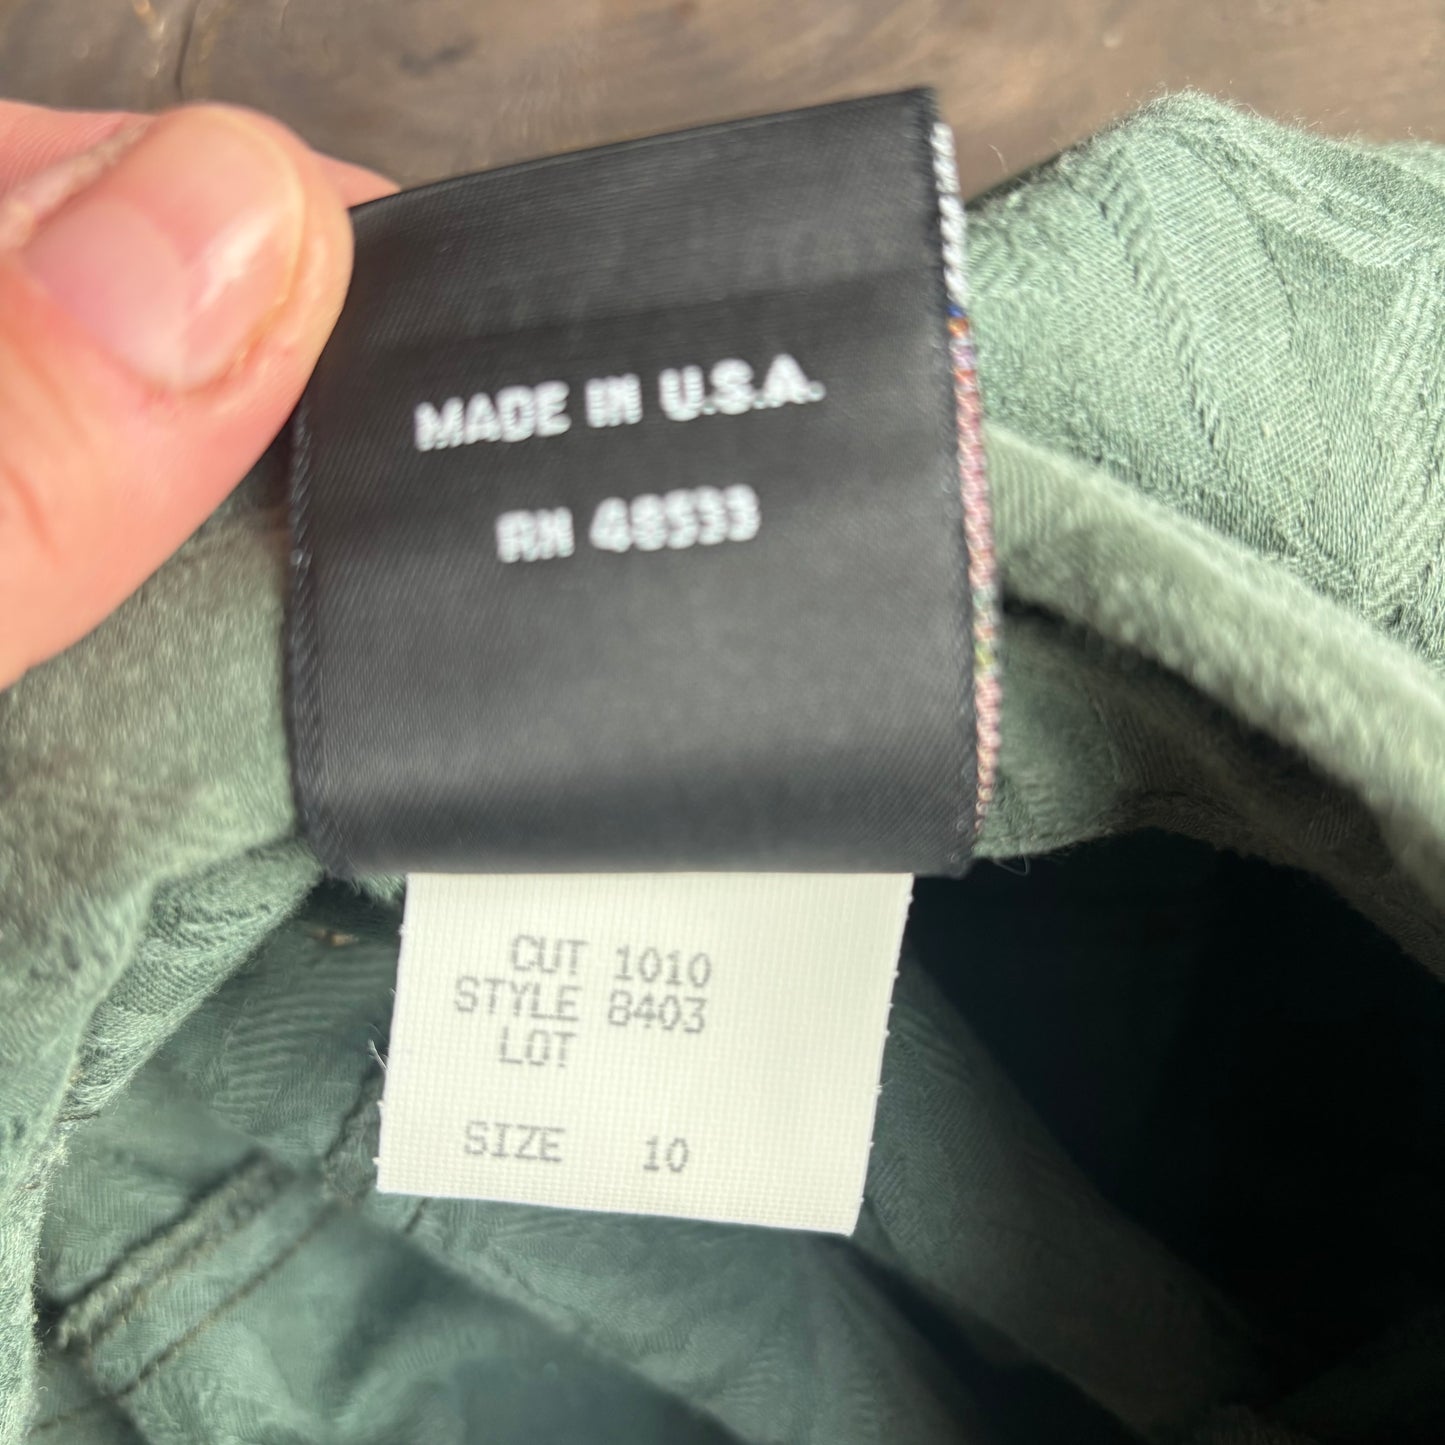 MADE IN U.S.A.
RN 48533
CUT 1010
STYLE 8403
LOT
SIZE 10